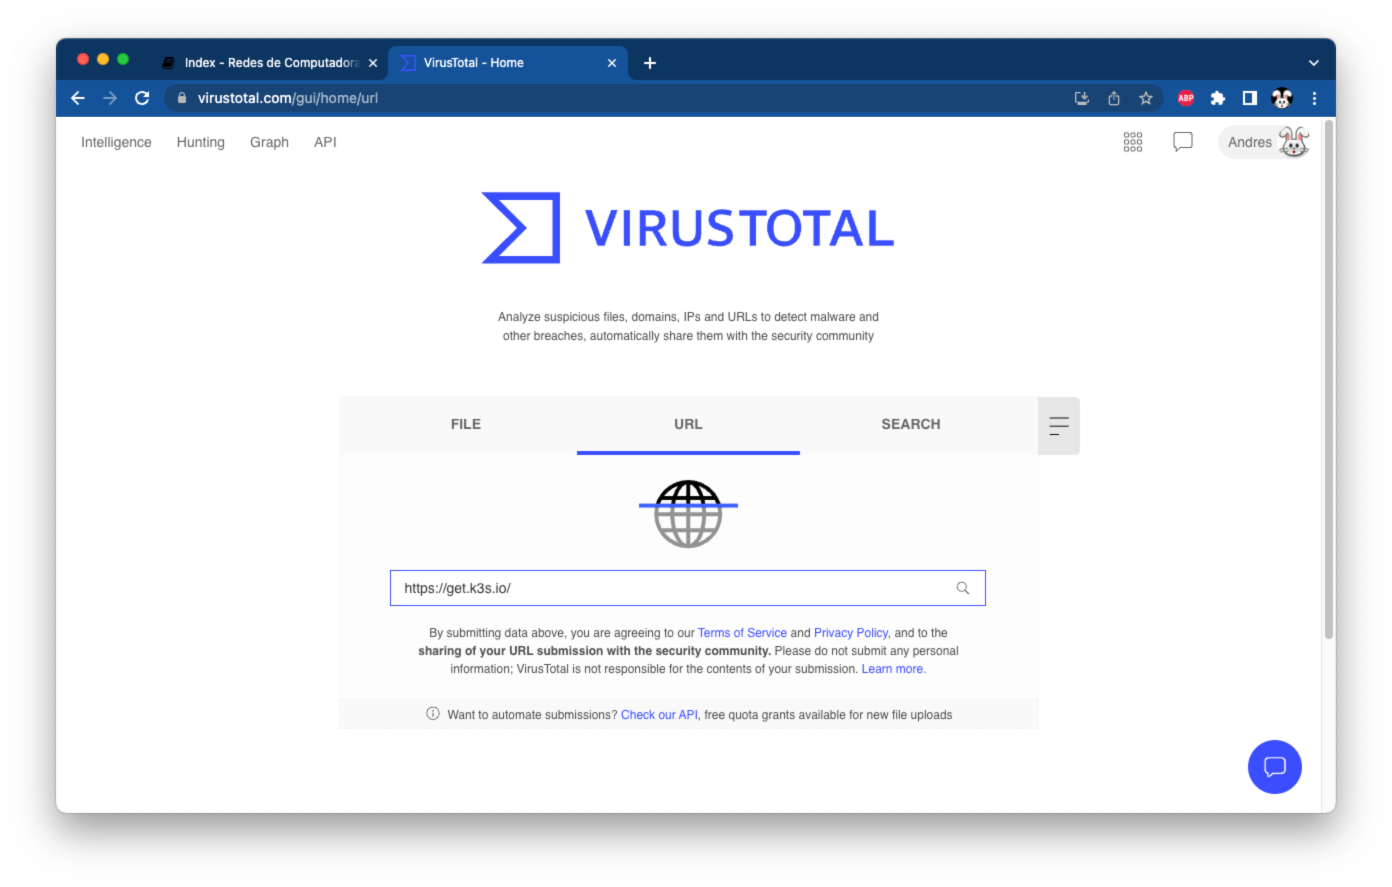 Index - Redes de Computadora
VirusTotal - Home
virustotal.com/gui/home/url
ABP
Intelligence Hunting Graph API
Andres
VIRUSTOTAL
Analyze suspicious files, domains, IPs and URLs to detect malware and
other breaches, automatically share them with the security community
FILE URL SEARCH
https://get.k3s.io/
By submitting data above, you are agreeing to our Terms of Service and Privacy Policy, and to the
sharing of your URL submission with the security community. Please do not submit any personal
information; VirusTotal is not responsible for the contents of your submission. Learn more.
Want to automate submissions? Check our API, free quota grants available for new file uploads